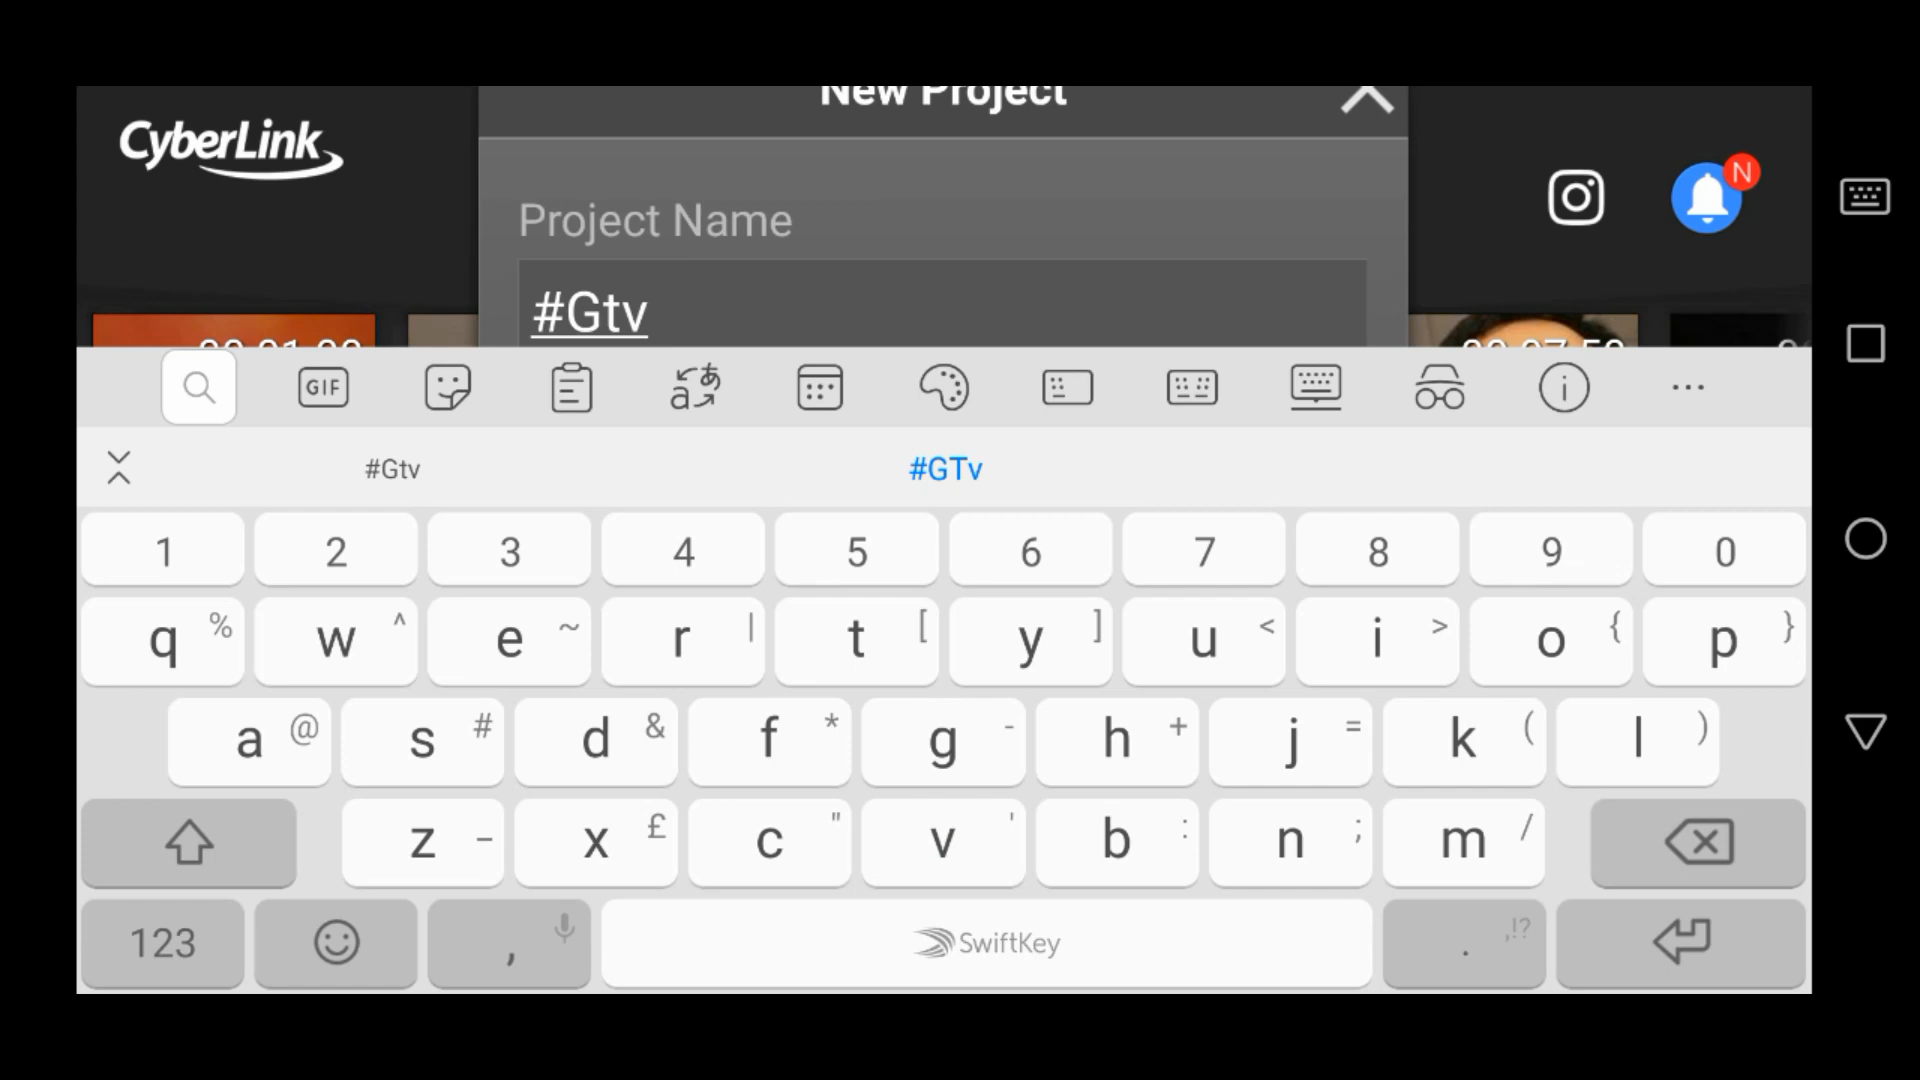 New Project
CyberLink
N
Project Name
#Gtv
GIF
#Gtv #GTv
1 2 3 4 5 6 7 8 9 0
q % w ^ e ~ r | t [ y ] u < i > o { p }
a @ s # d & f * g - h + j = k ( l )
z _ x £ c " v ' b : n ; m /
123 , SwiftKey . ,!?